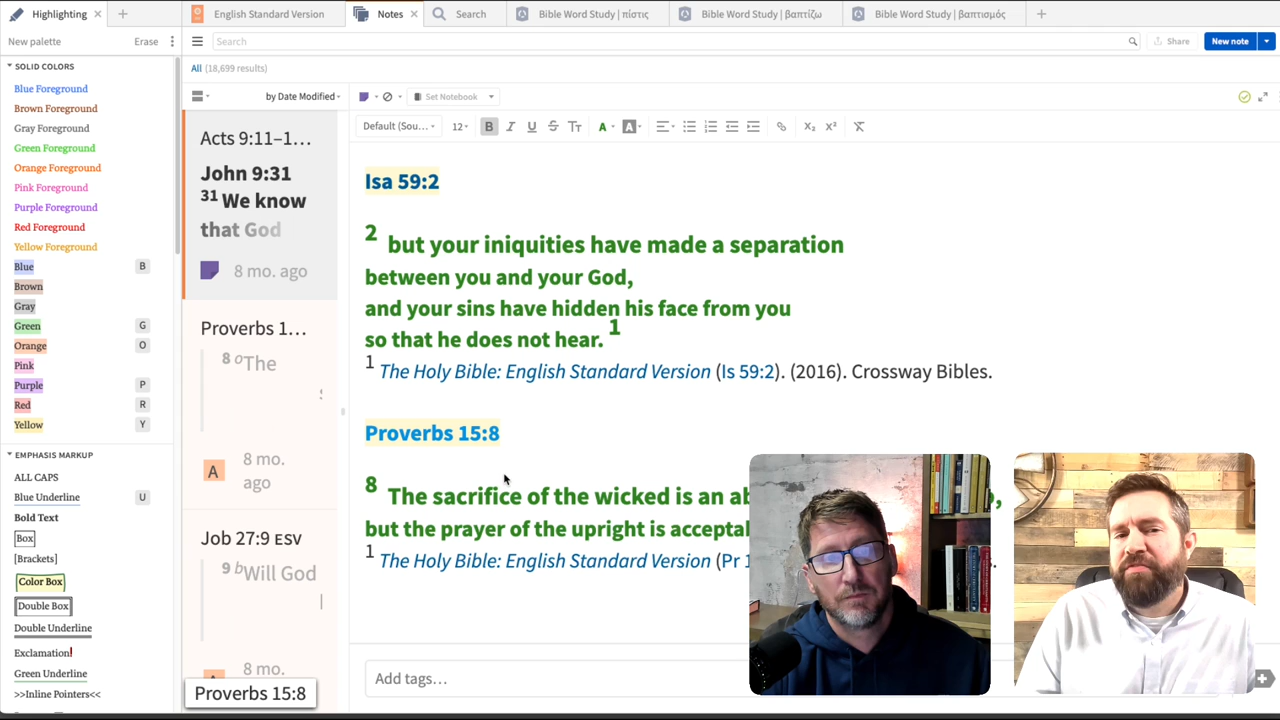 Highlighting
English Standard Version
Notes
Search
Bible Word Study | πίστις
Bible Word Study | βαπτίζω
Bible Word Study | βαπτισμός
New palette
Erase
Search
Share
New note
SOLID COLORS
Blue Foreground
Brown Foreground
Gray Foreground
Green Foreground
Orange Foreground
Pink Foreground
Purple Foreground
Red Foreground
Yellow Foreground
Blue B
Brown
Gray
Green G
Orange O
Pink
Purple P
Red R
Yellow Y
EMPHASIS MARKUP
ALL CAPS
Blue Underline U
Bold Text
Box
[Brackets]
Color Box
Double Box
Double Underline
Exclamation!
Green Underline
>>Inline Pointers<<
All (18,699 results)
by Date Modified
Acts 9:11–1…
John 9:31
31 We know
that God
8 mo. ago
Proverbs 1…
8 o The
A
8 mo.
ago
Job 27:9 ESV
9 b Will God
8 mo.
Proverbs 15:8
Set Notebook
Default (Sou…
12
B I U S TT A A X2 X2
Isa 59:2
2 but your iniquities have made a separation
between you and your God,
and your sins have hidden his face from you
so that he does not hear. 1
1 The Holy Bible: English Standard Version (Is 59:2). (2016). Crossway Bibles.
Proverbs 15:8
8 The sacrifice of the wicked is an
but the prayer of the upright is
1 The Holy Bible: English Standard Version (Pr
Add tags…